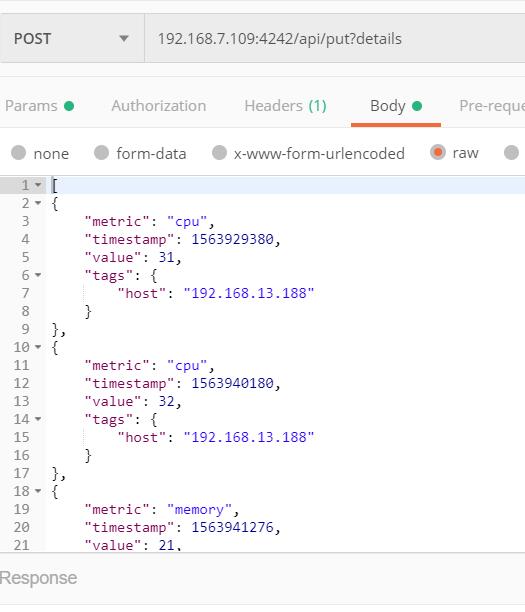 POST 192.168.7.109:4242/api/put?details
Params Authorization Headers (1) Body Pre-reque
none form-data x-www-form-urlencoded raw
1 [
2 {
3 "metric": "cpu",
4 "timestamp": 1563929380,
5 "value": 31,
6 "tags": {
7 "host": "192.168.13.188"
8 }
9 },
10 {
11 "metric": "cpu",
12 "timestamp": 1563940180,
13 "value": 32,
14 "tags": {
15 "host": "192.168.13.188"
16 }
17 },
18 {
19 "metric": "memory",
20 "timestamp": 1563941276,
21 "value": 21,
Response